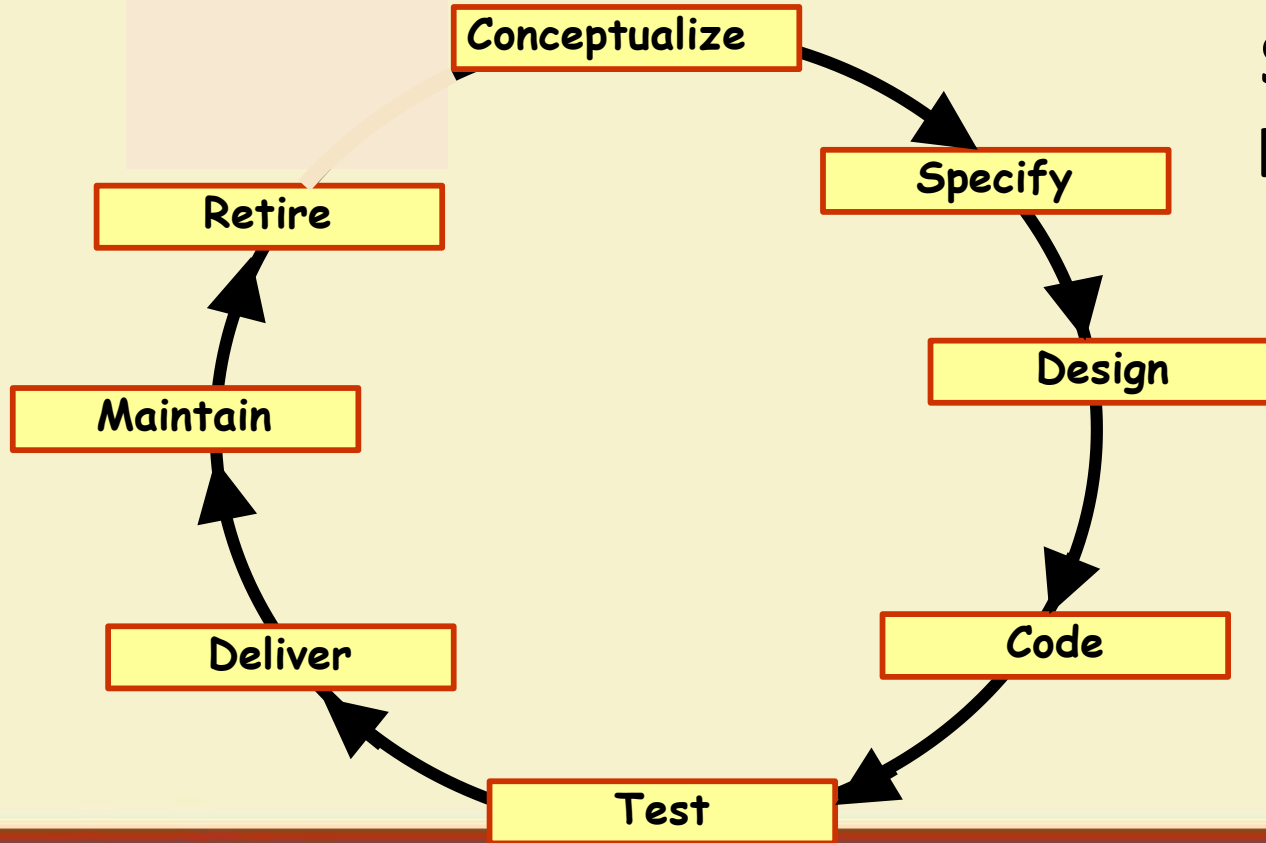 Conceptualize
Specify
Design
Code
Test
Deliver
Maintain
Retire